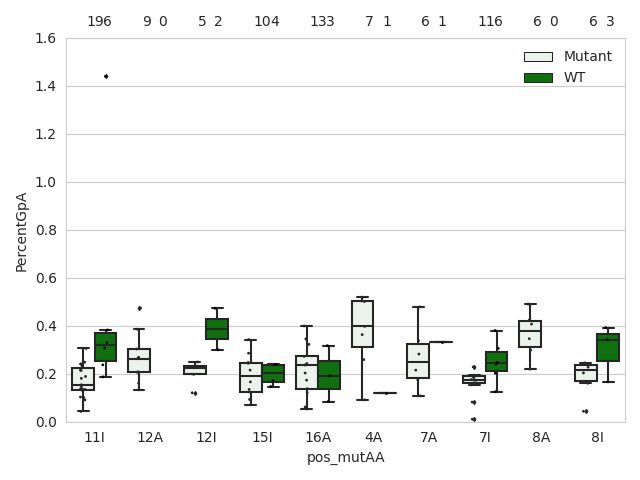 196 9 0 5 2 104 133 7 1 6 1 116 6 0 6 3
1.6
Mutant
WT
1.4
1.2
1.0
0.8
0.6
0.4
0.2
0.0
PercentGpA
11I 12A 12I 15I 16A 4A 7A 7I 8A 8I
pos_mutAA